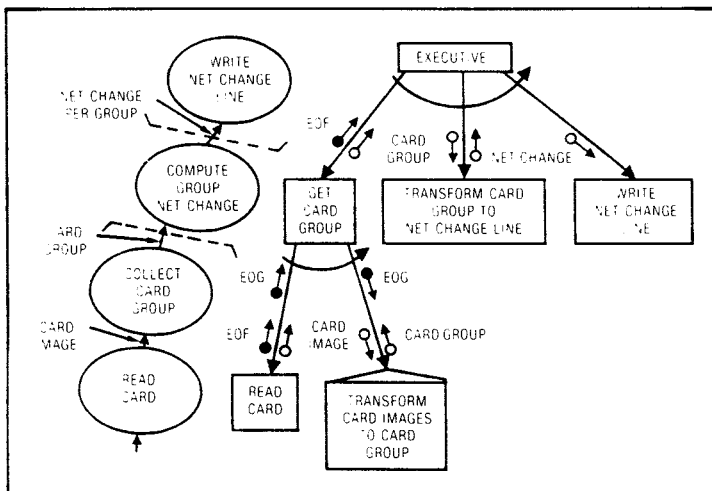 WRITE
NET CHANGE
LINE
NET CHANGE
PER GROUP
COMPUTE
GROUP
NET CHANGE
ARD
GROUP
COLLECT
CARD
GROUP
CARD
MAGE
READ
CARD
EXECUTIVE
EOF
CARD
GROUP
NET CHANGE
GET
CARD
GROUP
TRANSFORM CARD
GROUP TO
NET CHANGE LINE
WRITE
NET CHANGE
LINE
EOG
EOG
EOF
CARD
IMAGE
CARD GROUP
READ
CARD
TRANSFORM
CARD IMAGES
TO CARD
GROUP